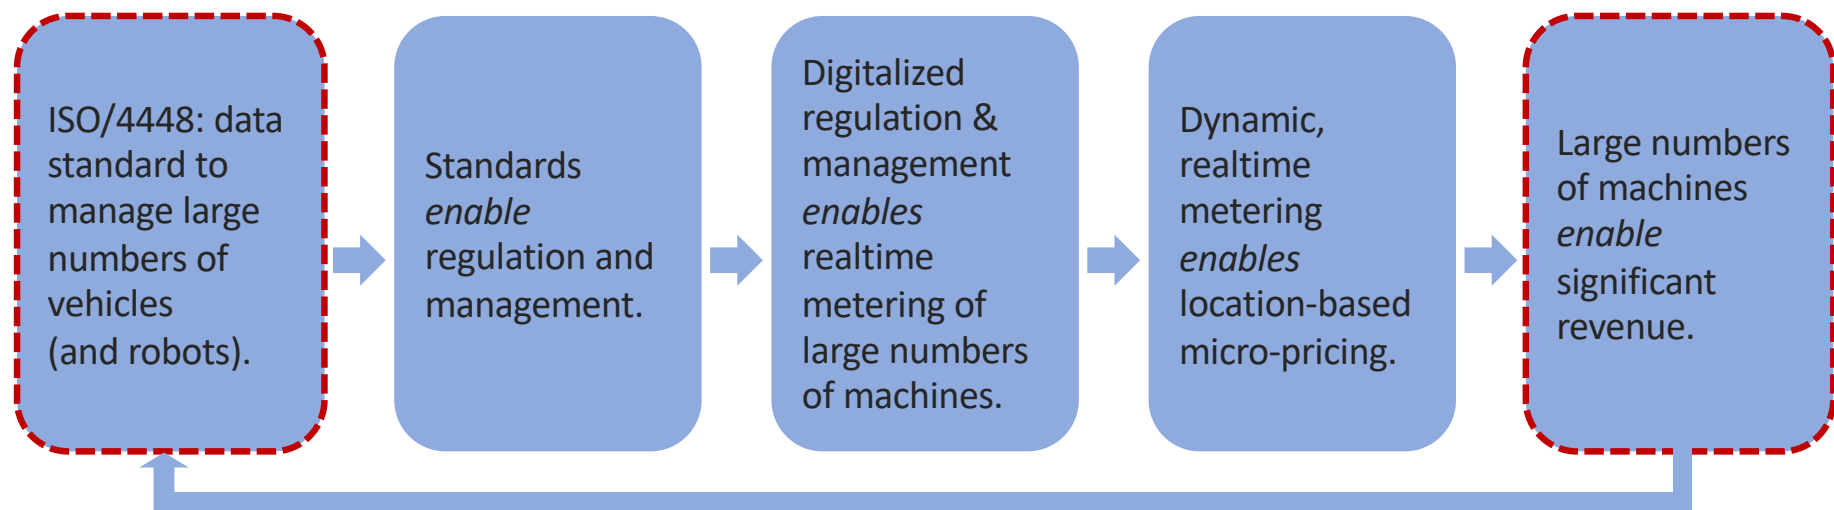 ISO/4448: data
standard to
manage large
numbers of
vehicles
(and robots).
Standards
enable
regulation and
management.
Digitalized
regulation &
management
enables
realtime
metering of
large numbers
of machines.
Dynamic,
realtime
metering
enables
location-based
micro-pricing.
Large numbers
of machines
enable
significant
revenue.